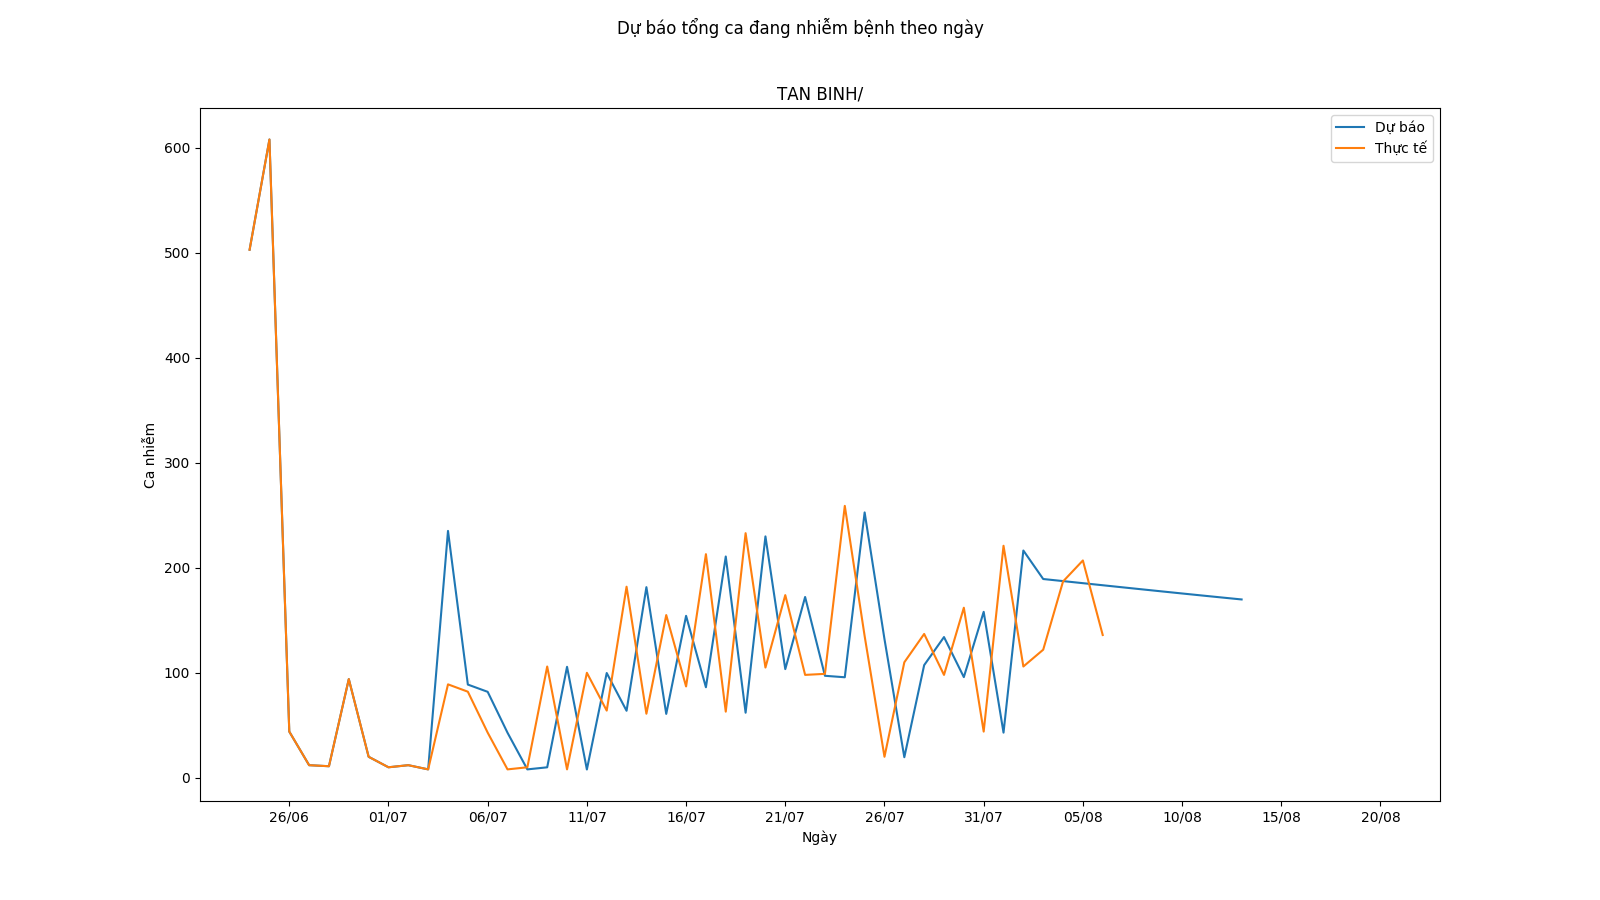 Dự báo tổng ca đang nhiễm bệnh theo ngày
TAN BINH/
Dự báo
Thực tế
600
500
400
300
200
100
0
Ca nhiễm
26/06 01/07 06/07 11/07 16/07 21/07 26/07 31/07 05/08 10/08 15/08 20/08
Ngày